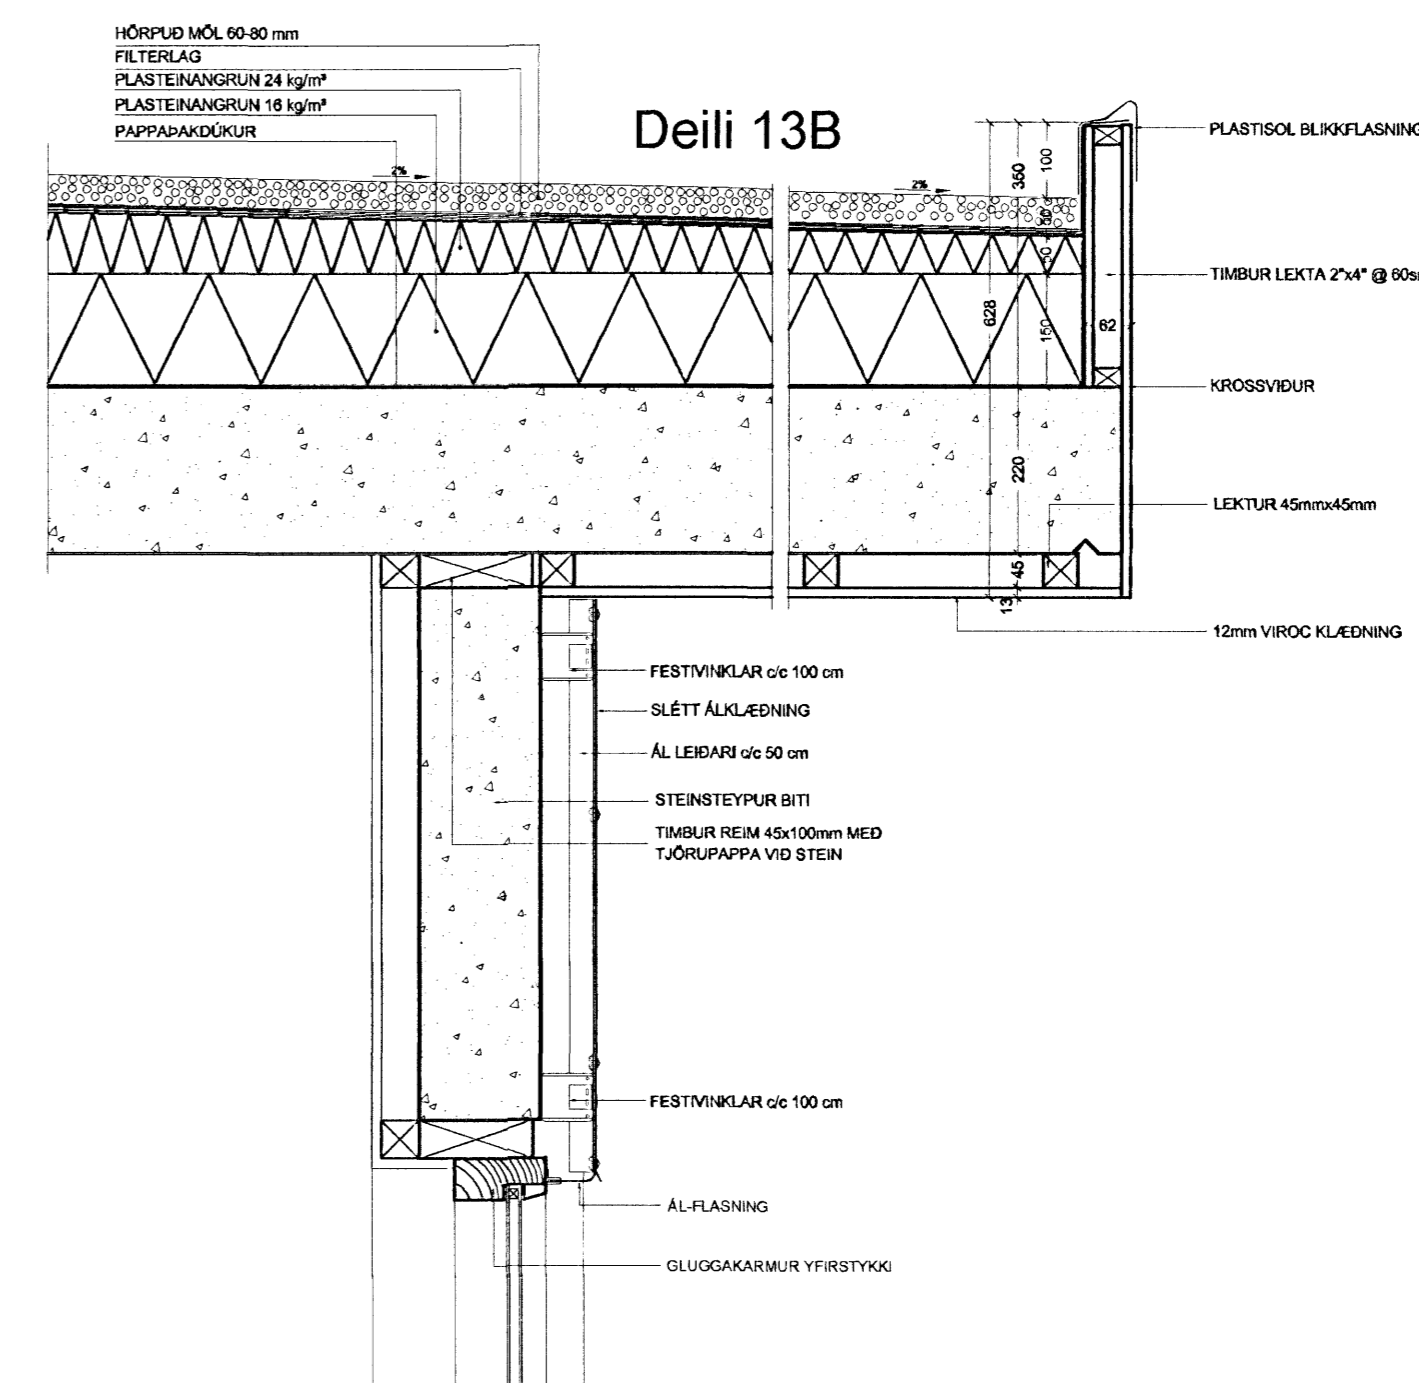 HÖRPUÐ MÖL 60-80 mm
FILTERLAG
PLASTEINANGRUN 24 kg/m³
PLASTEINANGRUN 16 kg/m³
PAPPAÞAKDÚKUR
Deili 13B
PLASTISOL BLIKKFLASNING
2%
2%
350
100
50
50
628
150
62
TIMBUR LEKTA 2"x4" @ 60s
KROSSVIÐUR
220
LEKTUR 45mmx45mm
45
13
12mm VIROC KLÆÐNING
FESTIVINKLAR c/c 100 cm
SLÉTT ÁLKLÆÐNING
ÁL LEIÐARI c/c 50 cm
STEINSTEYPUR BITI
TIMBUR REIM 45x100mm MEÐ
TJÖRUPAPPA VIÐ STEIN
FESTIVINKLAR c/c 100 cm
ÁL-FLASNING
GLUGGAKARMUR YFIRSTYKKI